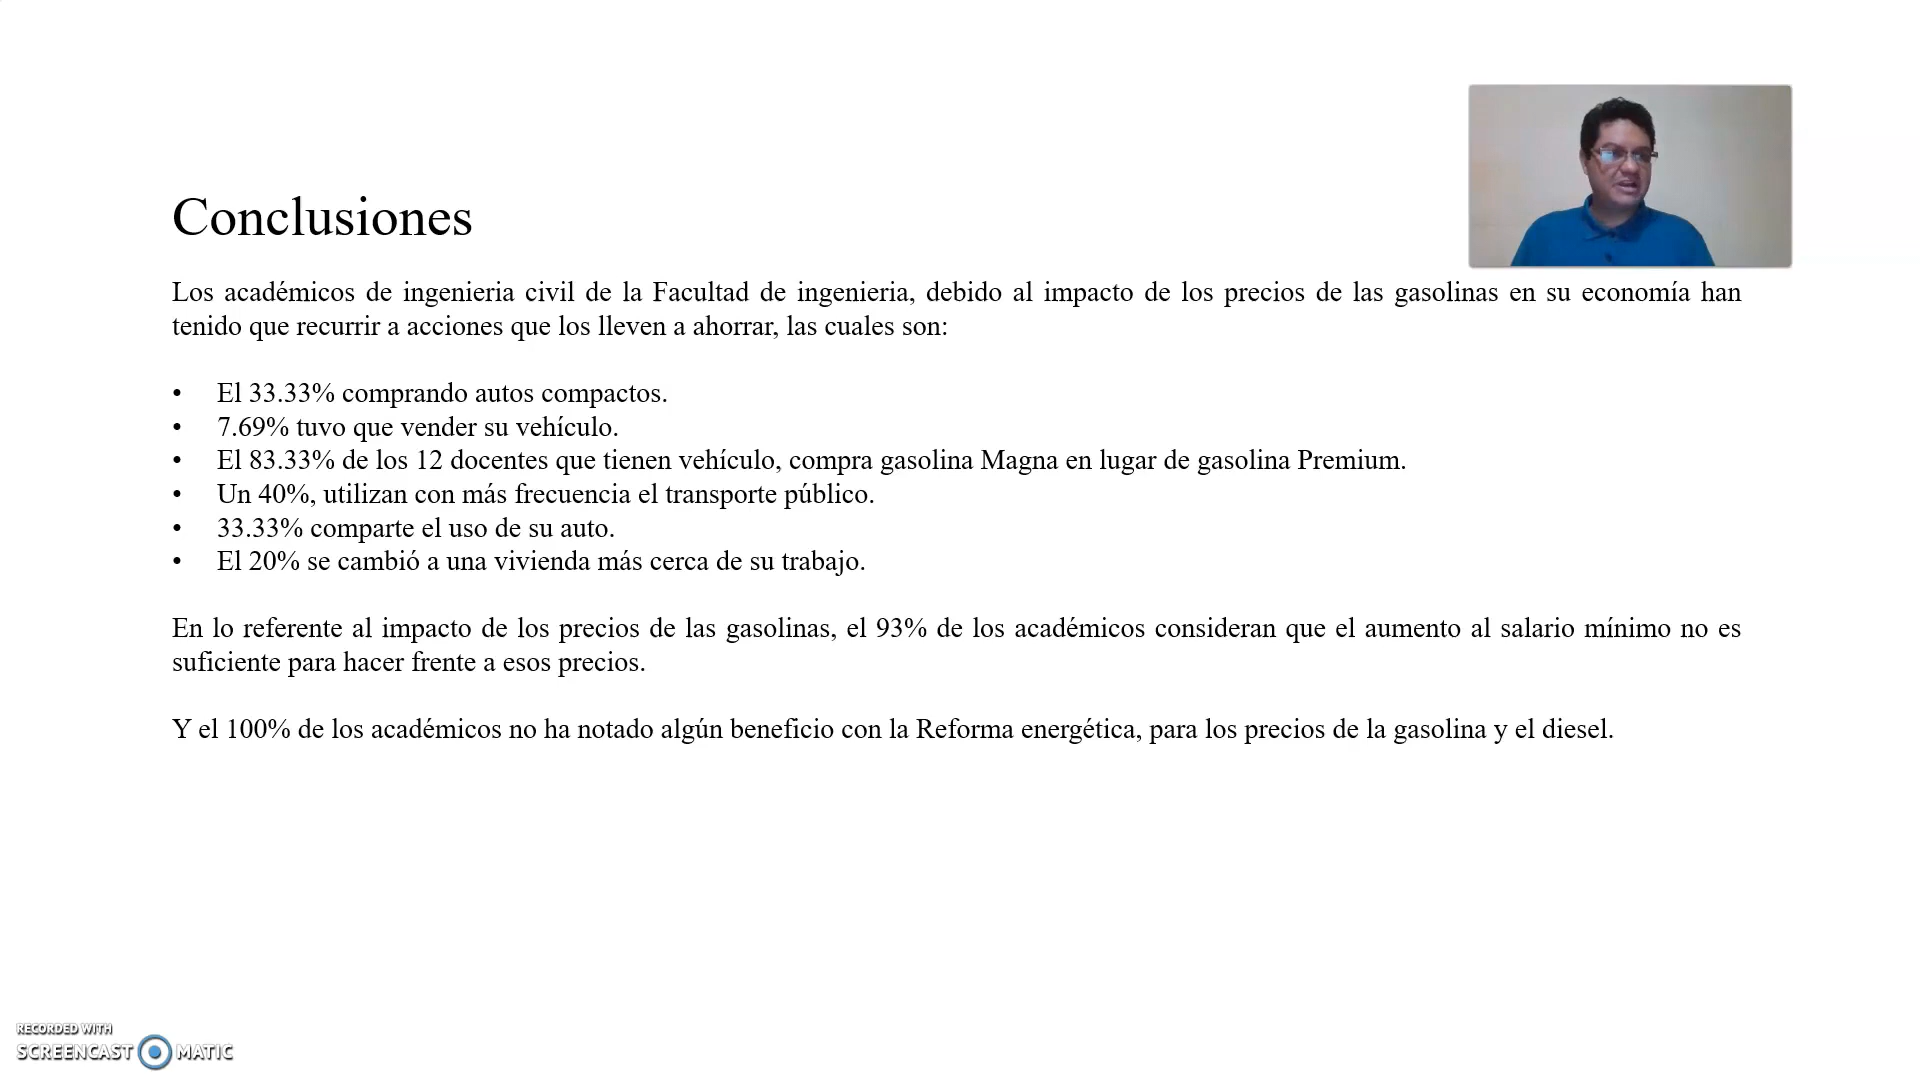 Conclusiones
Los académicos de ingenieria civil de la Facultad de ingenieria, debido al impacto de los precios de las gasolinas en su economía han
tenido que recurrir a acciones que los lleven a ahorrar, las cuales son:
• El 33.33% comprando autos compactos.
• 7.69% tuvo que vender su vehículo.
• El 83.33% de los 12 docentes que tienen vehículo, compra gasolina Magna en lugar de gasolina Premium.
• Un 40%, utilizan con más frecuencia el transporte público.
• 33.33% comparte el uso de su auto.
• El 20% se cambió a una vivienda más cerca de su trabajo.
En lo referente al impacto de los precios de las gasolinas, el 93% de los académicos consideran que el aumento al salario mínimo no es
suficiente para hacer frente a esos precios.
Y el 100% de los académicos no ha notado algún beneficio con la Reforma energética, para los precios de la gasolina y el diesel.
RECORDED WITH
SCREENCAST MATIC